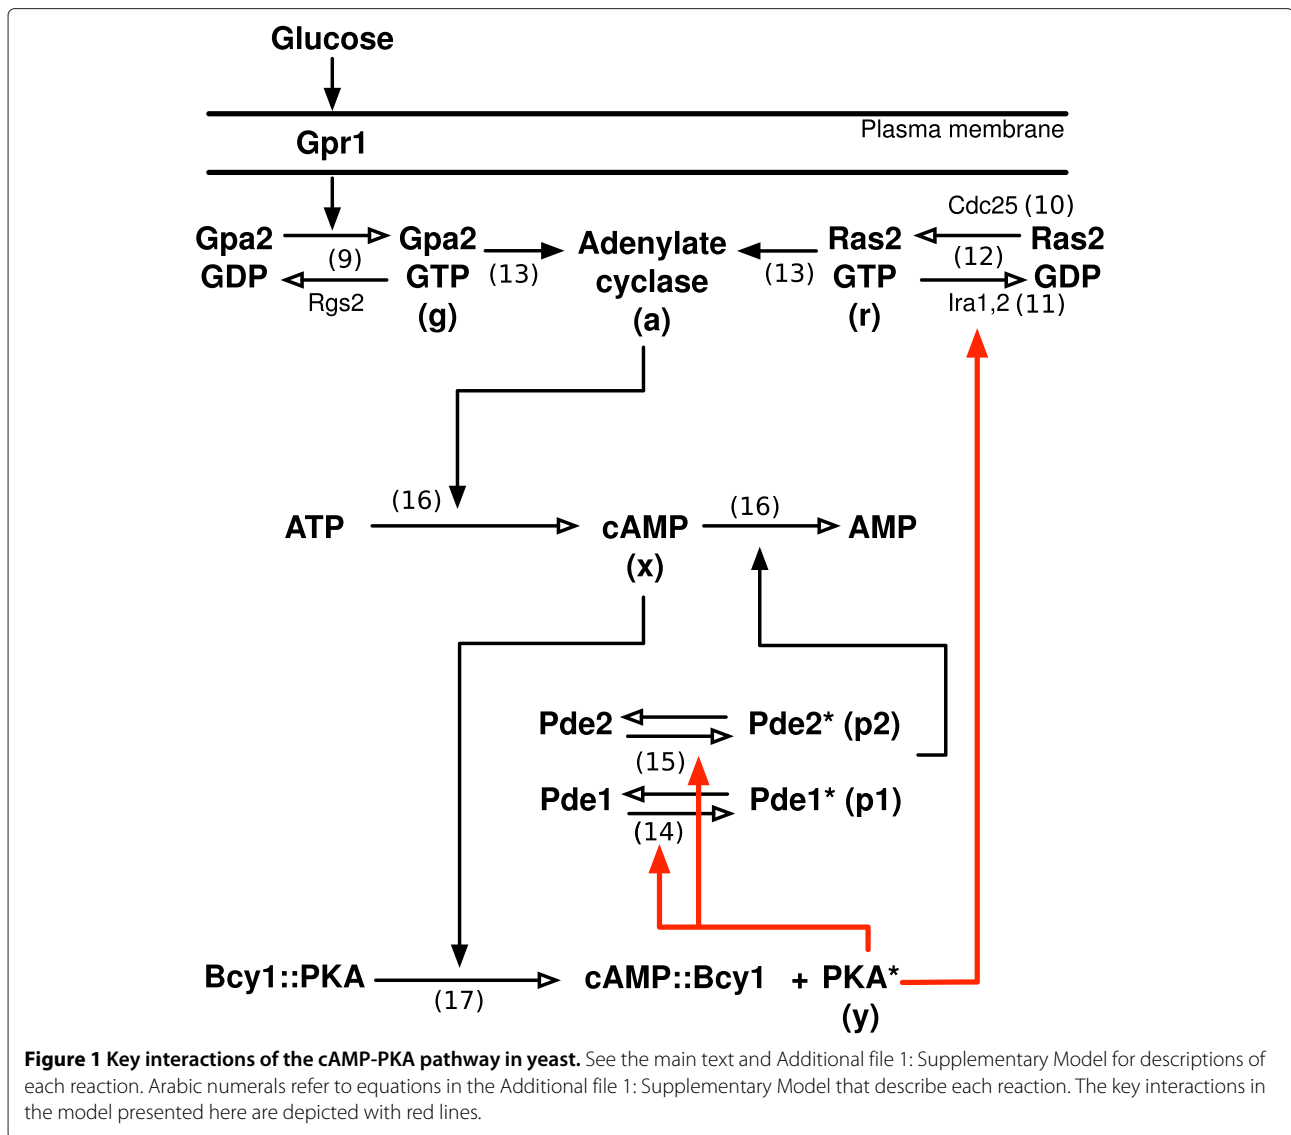 Glucose
Plasma membrane
Gpr1
Cdc25 (10)
Gpa2 Gpa2 Adenylate Ras2 Ras2
(9) (13) (13) (12)
GDP GTP cyclase GTP GDP
Rgs2 Ira1,2 (11)
(g) (a) (r)
(16) (16)
ATP cAMP AMP
(x)
Pde2 Pde2* (p2)
(15)
Pde1 Pde1* (p1)
(14)
Bcy1::PKA cAMP::Bcy1 + PKA*
(17) (y)
Figure 1 Key interactions of the cAMP-PKA pathway in yeast. See the main text and Additional file 1: Supplementary Model for descriptions of
each reaction. Arabic numerals refer to equations in the Additional file 1: Supplementary Model that describe each reaction. The key interactions in
the model presented here are depicted with red lines.